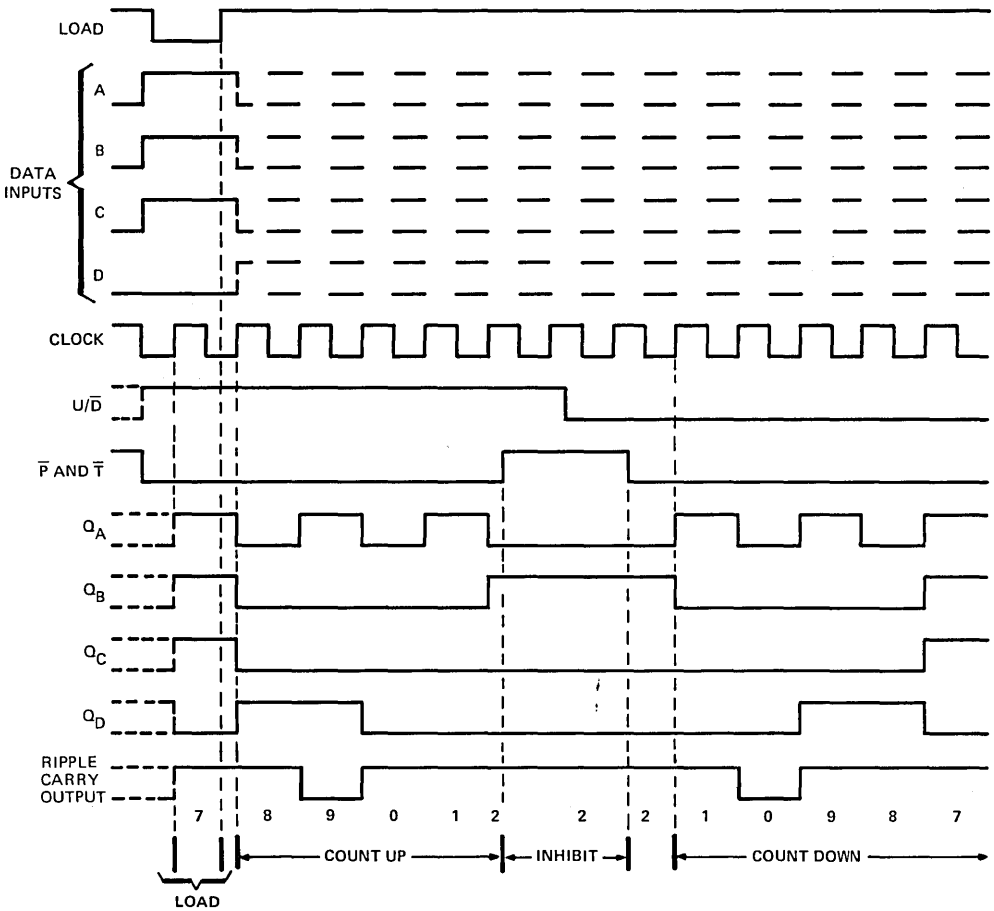 LOAD
A
B
DATA
INPUTS
C
D
CLOCK
U/D̅
P̅ AND T̅
QA
QB
QC
QD
RIPPLE
CARRY
OUTPUT
7 8 9 0 1 2 2 2 1 0 9 8 7
COUNT UP INHIBIT COUNT DOWN
LOAD